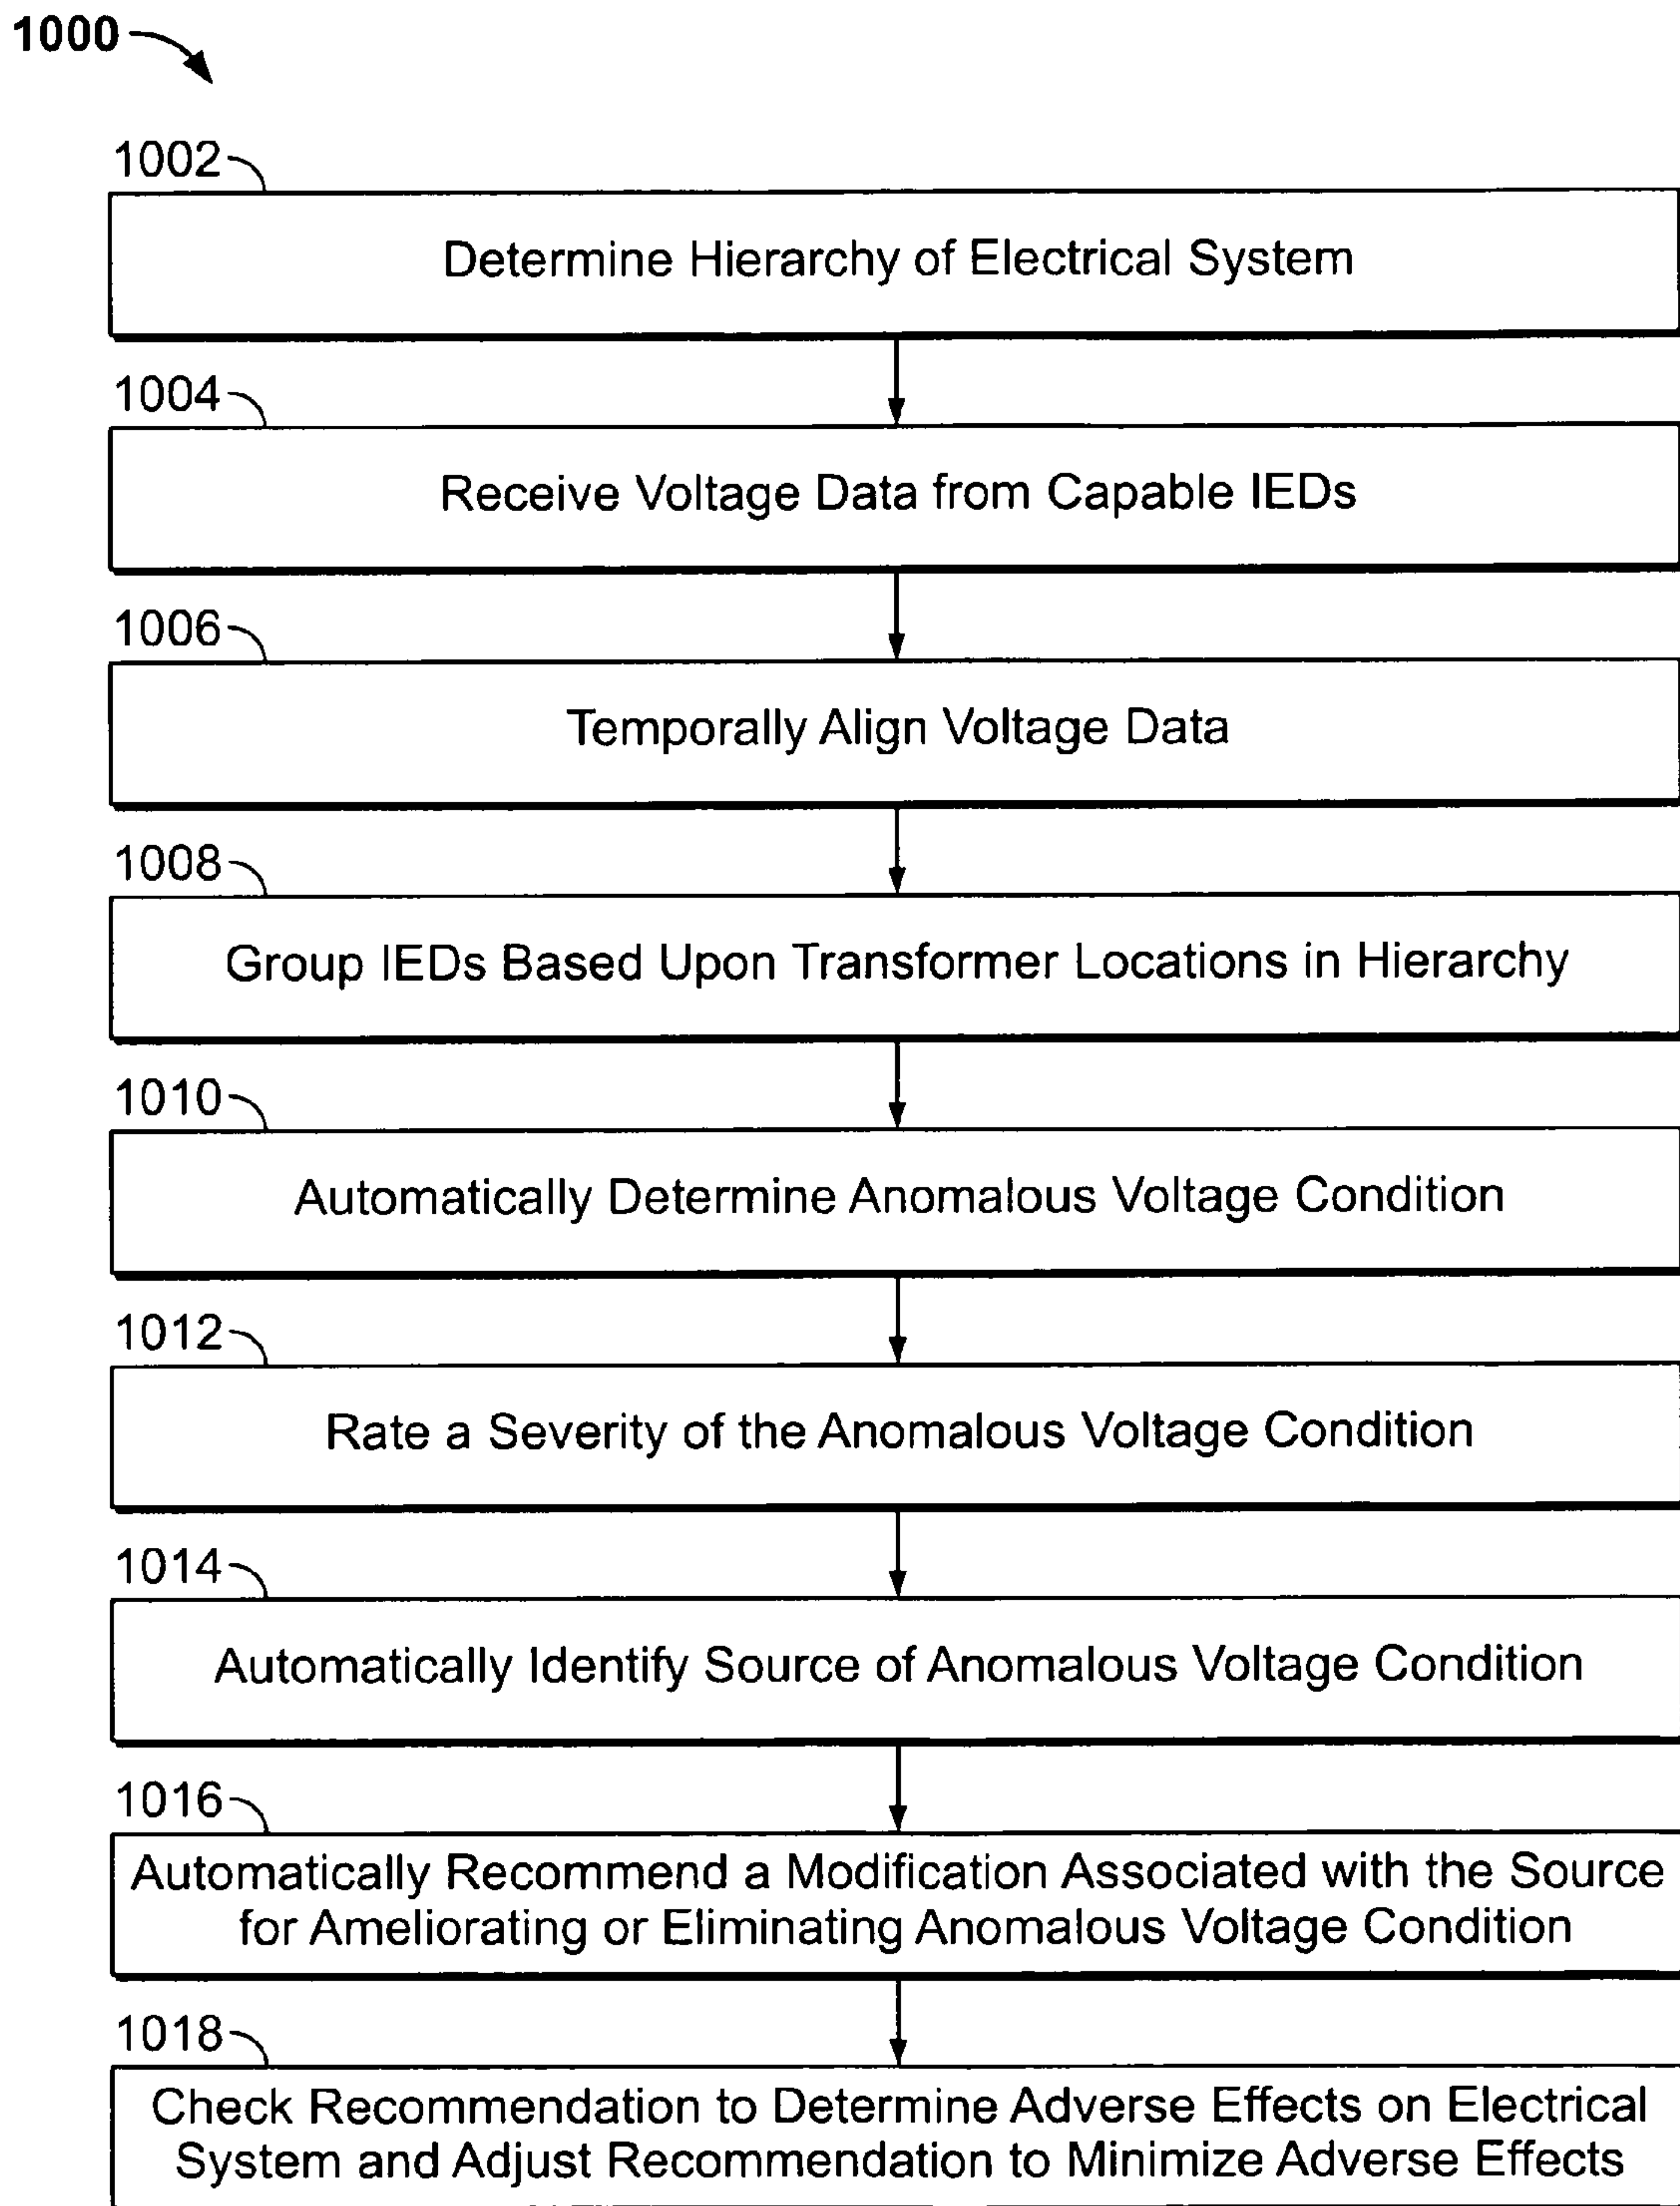 1000
1002
Determine Hierarchy of Electrical System
1004
Receive Voltage Data from Capable IEDs
1006
Temporally Align Voltage Data
1008
Group IEDs Based Upon Transformer Locations in Hierarchy
1010
Automatically Determine Anomalous Voltage Condition
1012
Rate a Severity of the Anomalous Voltage Condition
1014
Automatically Identify Source of Anomalous Voltage Condition
1016
Automatically Recommend a Modification Associated with the Source
for Ameliorating or Eliminating Anomalous Voltage Condition
1018
Check Recommendation to Determine Adverse Effects on Electrical
System and Adjust Recommendation to Minimize Adverse Effects